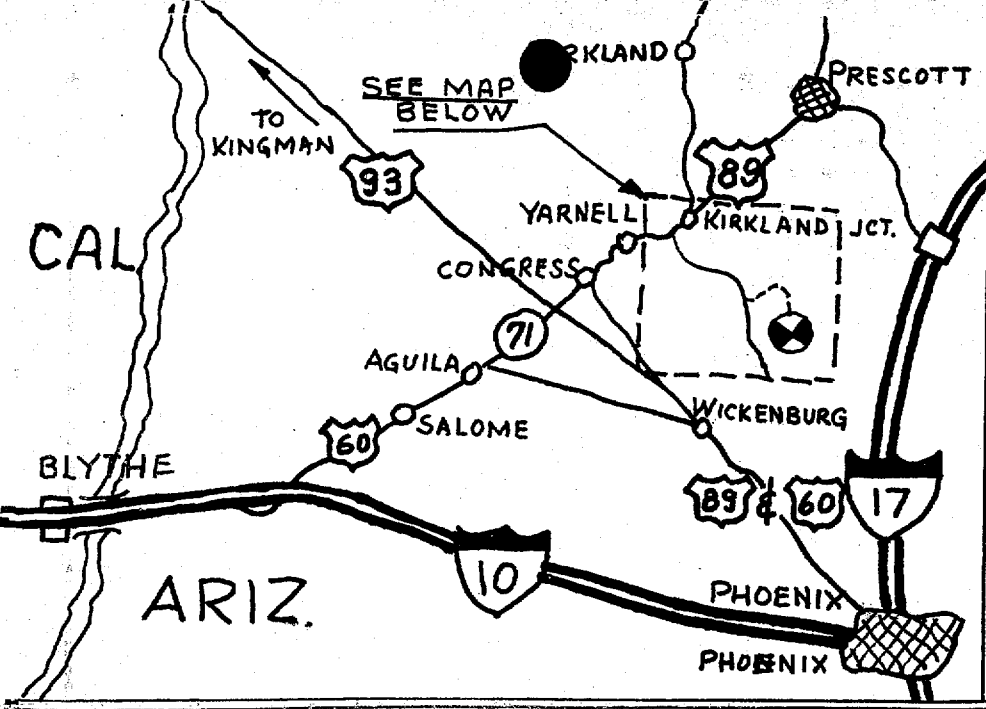 RKLAND
PRESCOTT
SEE MAP
BELOW
TO
KINGMAN
93
89
YARNELL
KIRKLAND JCT.
CAL
CONGRESS
71
AGUILA
WICKENBURG
SALOME
60
BLYTHE
89 & 60
17
10
ARIZ.
PHOENIX
PHOENIX